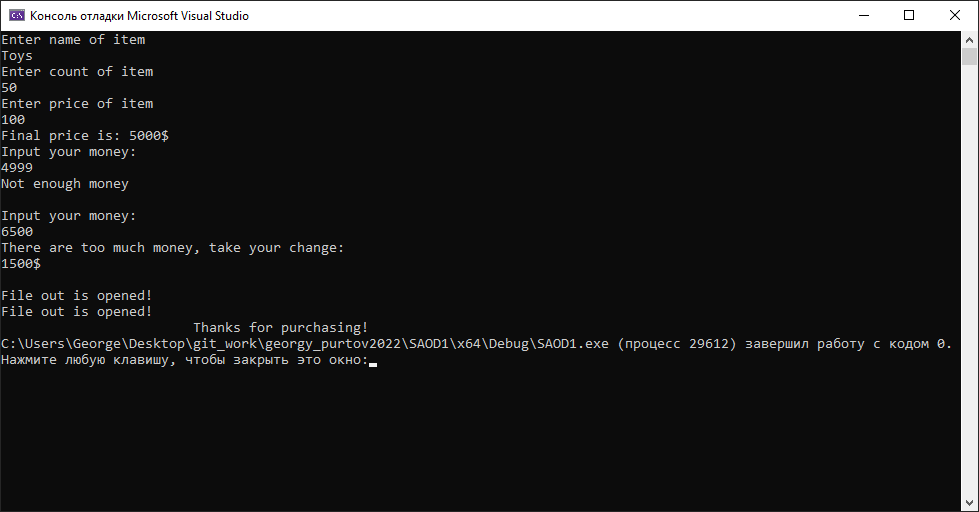 Консоль отладки Microsoft Visual Studio
Enter name of item
Toys
Enter count of item
50
Enter price of item
100
Final price is: 5000$
Input your money:
4999
Not enough money
Input your money:
6500
There are too much money, take your change:
1500$
File out is opened!
File out is opened!
Thanks for purchasing!
C:\Users\George\Desktop\git_work\georgy_purtov2022\SAOD1\x64\Debug\SAOD1.exe (процесс 29612) завершил работу с кодом 0.
Нажмите любую клавишу, чтобы закрыть это окно: